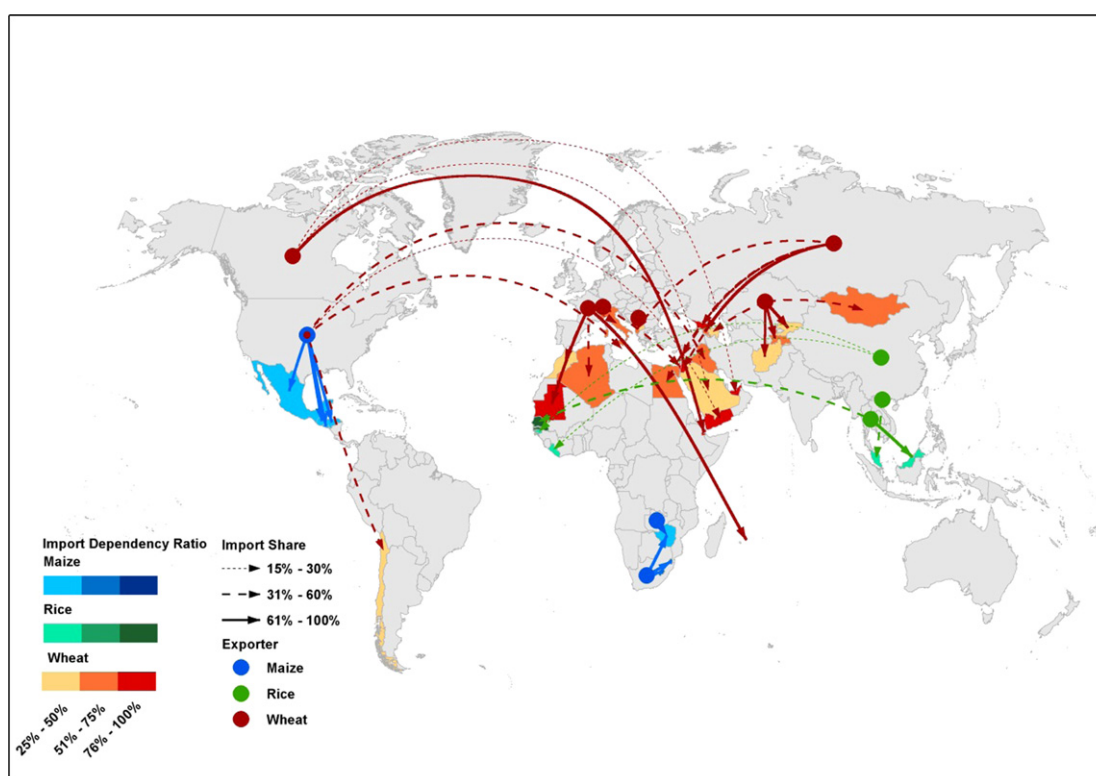 Import Dependency Ratio
Maize
Rice
Wheat
25% - 50%
51% - 75%
76% - 100%
Import Share
15% - 30%
31% - 60%
61% - 100%
Exporter
Maize
Rice
Wheat